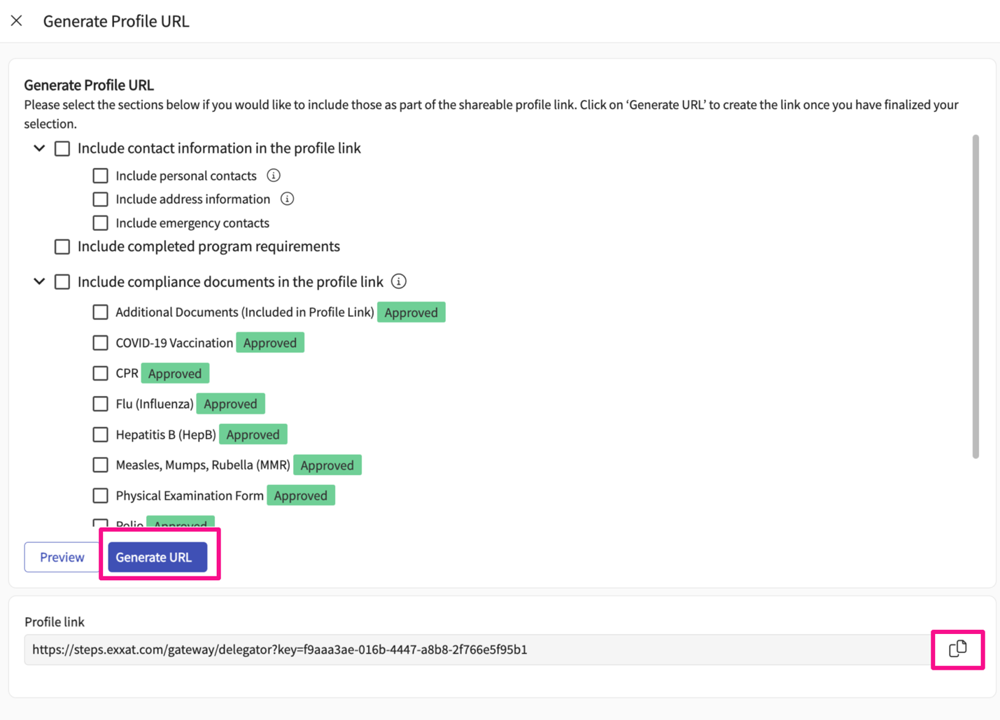 Generate Profile URL
Generate Profile URL
Please select the sections below if you would like to include those as part of the shareable profile link. Click on ‘Generate URL’ to create the link once you have finalized your
selection.
Include contact information in the profile link
Include personal contacts
Include address information
Include emergency contacts
Include completed program requirements
Include compliance documents in the profile link
Additional Documents (Included in Profile Link) Approved
COVID-19 Vaccination Approved
CPR Approved
Flu (Influenza) Approved
Hepatitis B (HepB) Approved
Measles, Mumps, Rubella (MMR) Approved
Physical Examination Form Approved
Polio Approved
Preview Generate URL
Profile link
https://steps.exxat.com/gateway/delegator?key=f9aaa3ae-016b-4447-a8b8-2f766e5f95b1